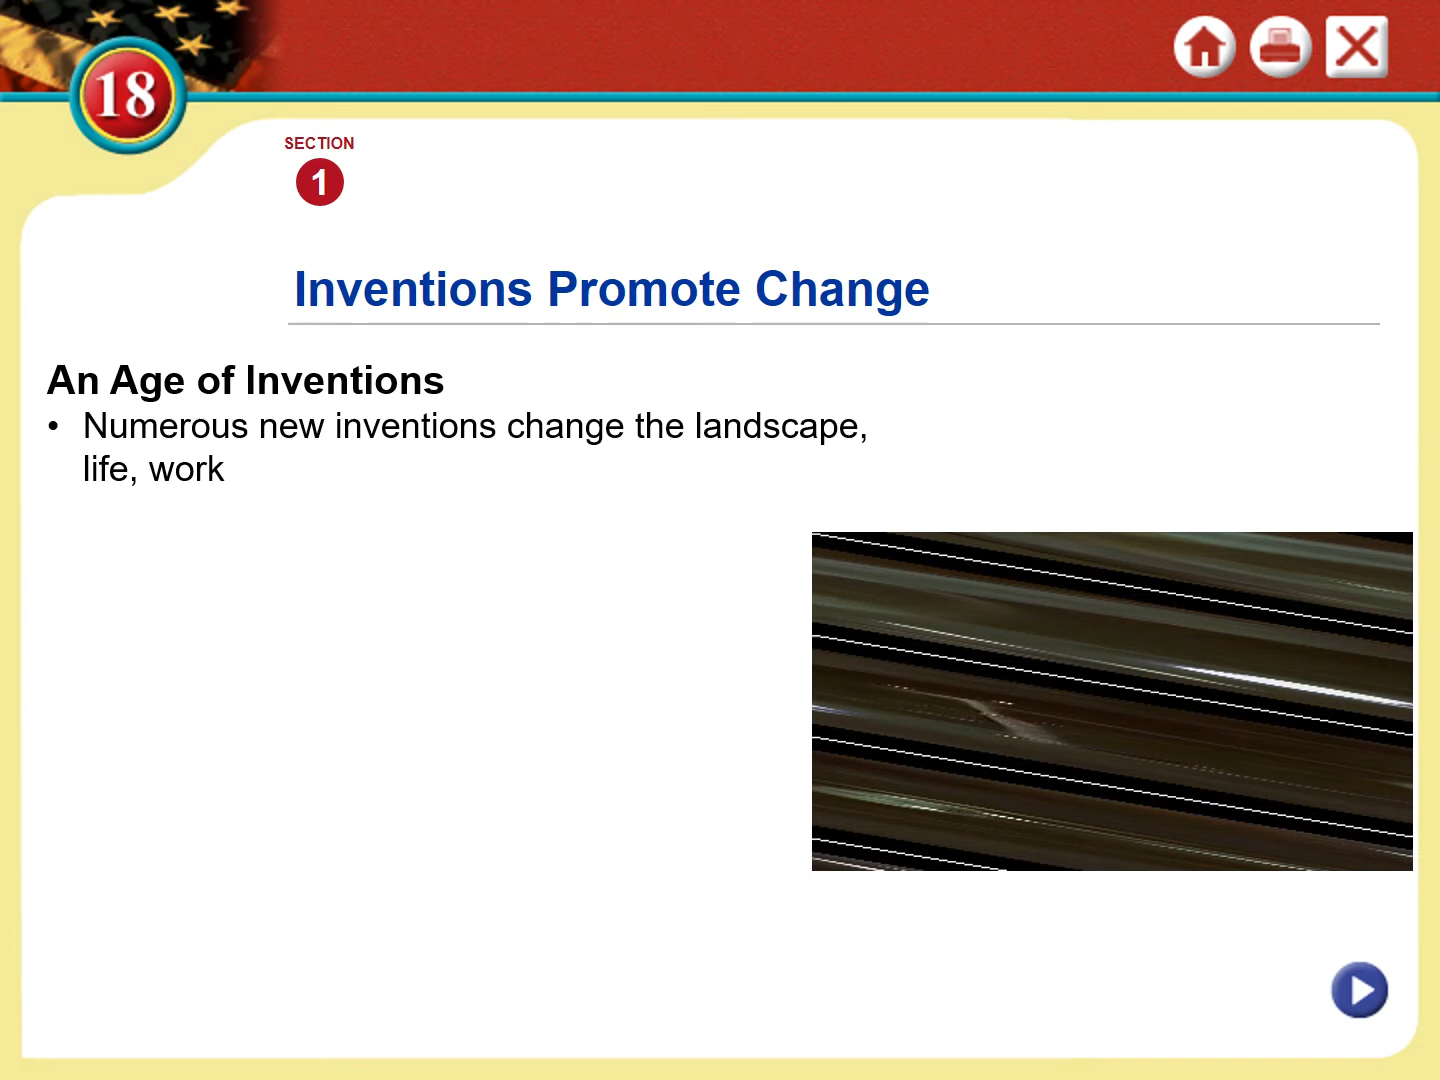 18
SECTION
1
Inventions Promote Change
An Age of Inventions
• Numerous new inventions change the landscape,
life, work